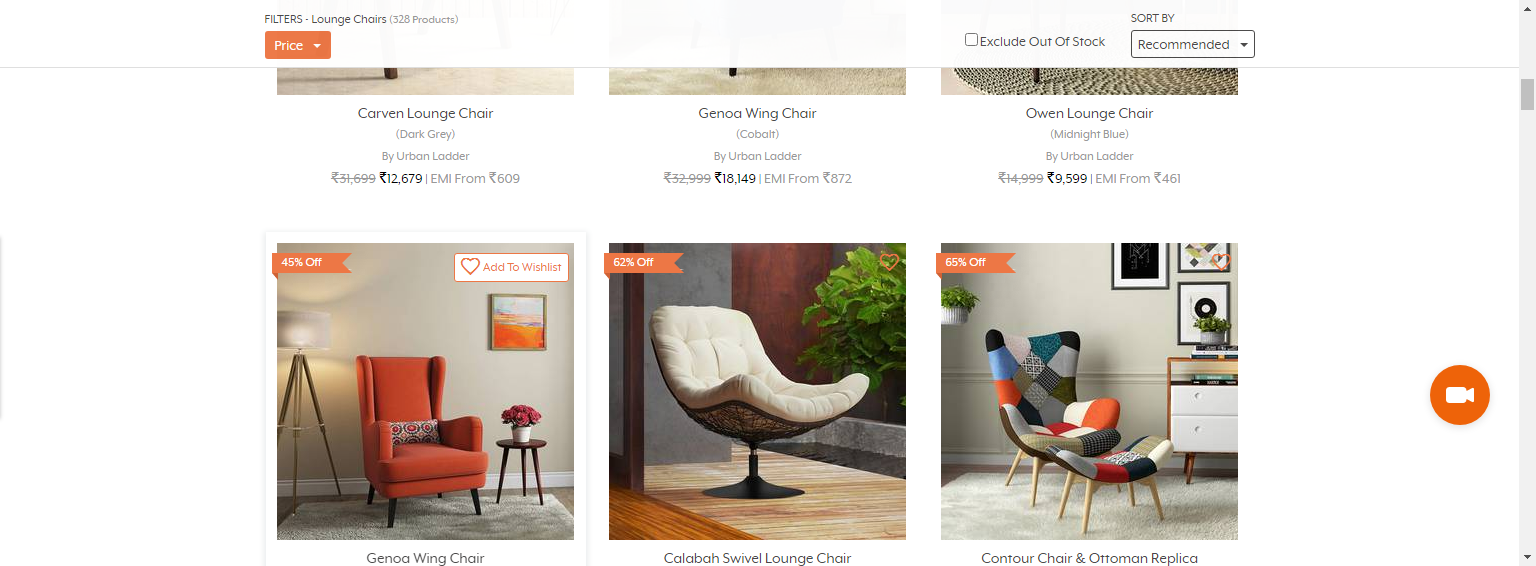 FILTERS - Lounge Chairs (328 Products)
SORT BY
Price
Exclude Out Of Stock
Recommended
Carven Lounge Chair
(Dark Grey)
By Urban Ladder
₹31,699 ₹12,679 | EMI From ₹609
Genoa Wing Chair
(Cobalt)
By Urban Ladder
₹32,999 ₹18,149 | EMI From ₹872
Owen Lounge Chair
(Midnight Blue)
By Urban Ladder
₹14,999 ₹9,599 | EMI From ₹461
45% Off
Add To Wishlist
62% Off
65% Off
Genoa Wing Chair
Calabah Swivel Lounge Chair
Contour Chair & Ottoman Replica